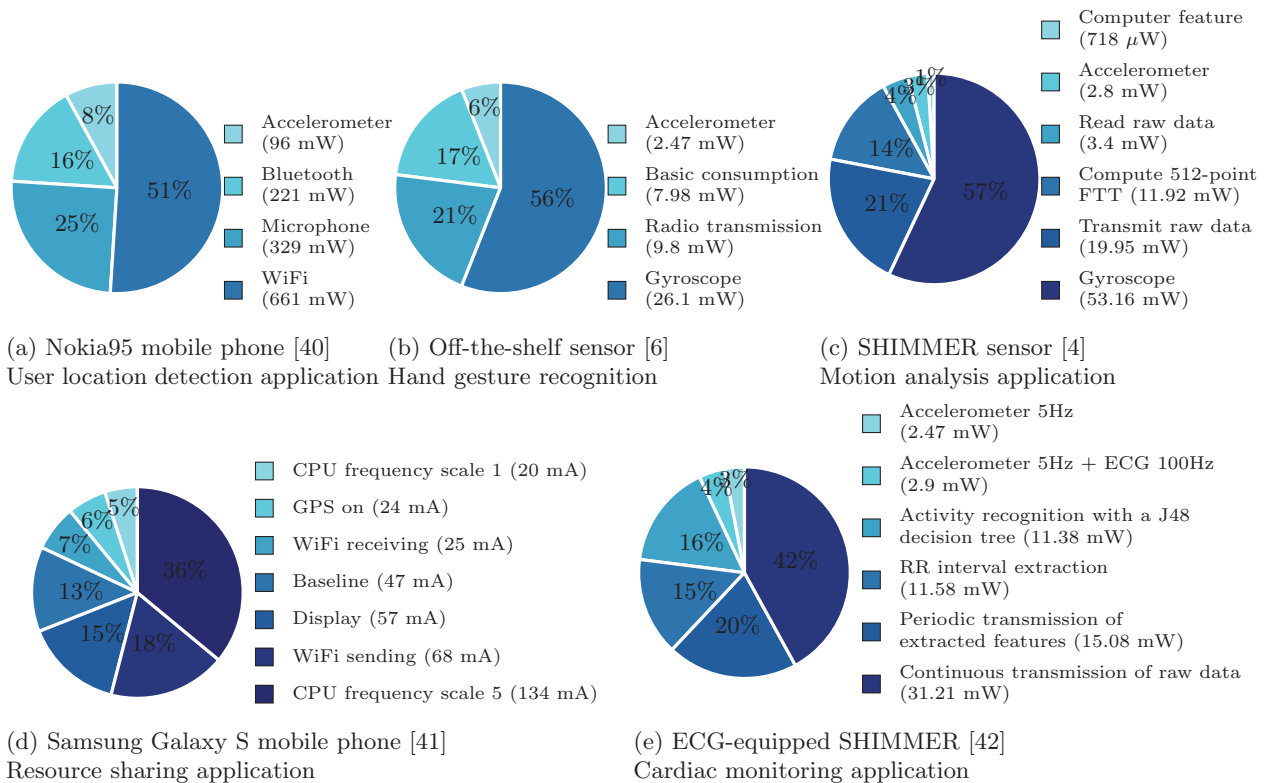 8%
16%
25%
51%
Accelerometer
(96 mW)
Bluetooth
(221 mW)
Microphone
(329 mW)
WiFi
(661 mW)
(a) Nokia95 mobile phone [40]
User location detection application
6%
17%
21%
56%
Accelerometer
(2.47 mW)
Basic consumption
(7.98 mW)
Radio transmission
(9.8 mW)
Gyroscope
(26.1 mW)
(b) Off-the-shelf sensor [6]
Hand gesture recognition
1%
3%
4%
14%
21%
57%
Computer feature
(718 μW)
Accelerometer
(2.8 mW)
Read raw data
(3.4 mW)
Compute 512-point
FTT (11.92 mW)
Transmit raw data
(19.95 mW)
Gyroscope
(53.16 mW)
(c) SHIMMER sensor [4]
Motion analysis application
5%
6%
7%
13%
15%
18%
36%
CPU frequency scale 1 (20 mA)
GPS on (24 mA)
WiFi receiving (25 mA)
Baseline (47 mA)
Display (57 mA)
WiFi sending (68 mA)
CPU frequency scale 5 (134 mA)
(d) Samsung Galaxy S mobile phone [41]
Resource sharing application
3%
4%
16%
15%
20%
42%
Accelerometer 5Hz
(2.47 mW)
Accelerometer 5Hz + ECG 100Hz
(2.9 mW)
Activity recognition with a J48
decision tree (11.38 mW)
RR interval extraction
(11.58 mW)
Periodic transmission of
extracted features (15.08 mW)
Continuous transmission of raw data
(31.21 mW)
(e) ECG-equipped SHIMMER [42]
Cardiac monitoring application